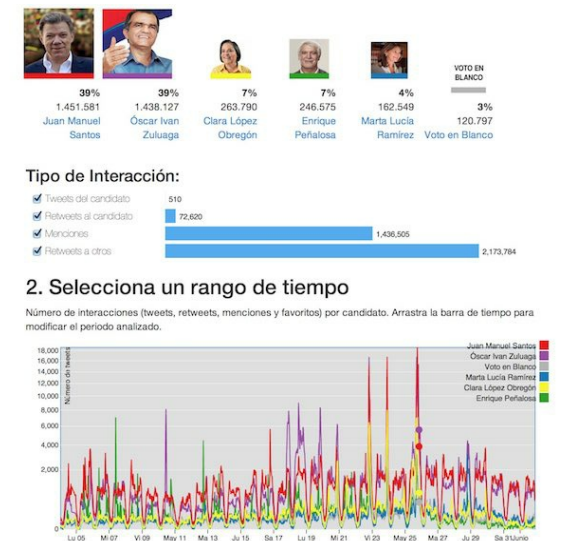 VOTO EN
BLANCO
39% 39% 7% 7% 4% 3%
1.451.581 1.438.127 263.790 246.575 162.549 120.797
Juan Manuel Óscar Ivan Clara López Enrique Marta Lucía
Santos Zuluaga Obregón Peñalosa Ramírez Voto en Blanco
Tipo de Interacción:
Tweets del candidato 510
Retweets al candidato 72,620
Menciones 1,436,505
Retweets a otros 2,173,784
2. Selecciona un rango de tiempo
Número de interacciones (tweets, retweets, menciones y favoritos) por candidato. Arrastra la barra de tiempo para
modificar el periodo analizado.
Número de tweets
18,000
16,000
14,000
12,000
10,000
8,000
6,000
4,000
2,000
0
Juan Manuel Santos
Óscar Ivan Zuluaga
Voto en Blanco
Marta Lucía Ramírez
Clara López Obregón
Enrique Peñalosa
Lu 05 Mi 07 Vi 09 May 11 Ma 13 Ju 15 Sa 17 Lu 19 Mi 21 Vi 23 May 25 Ma 27 Ju 29 Sa 31 Junio